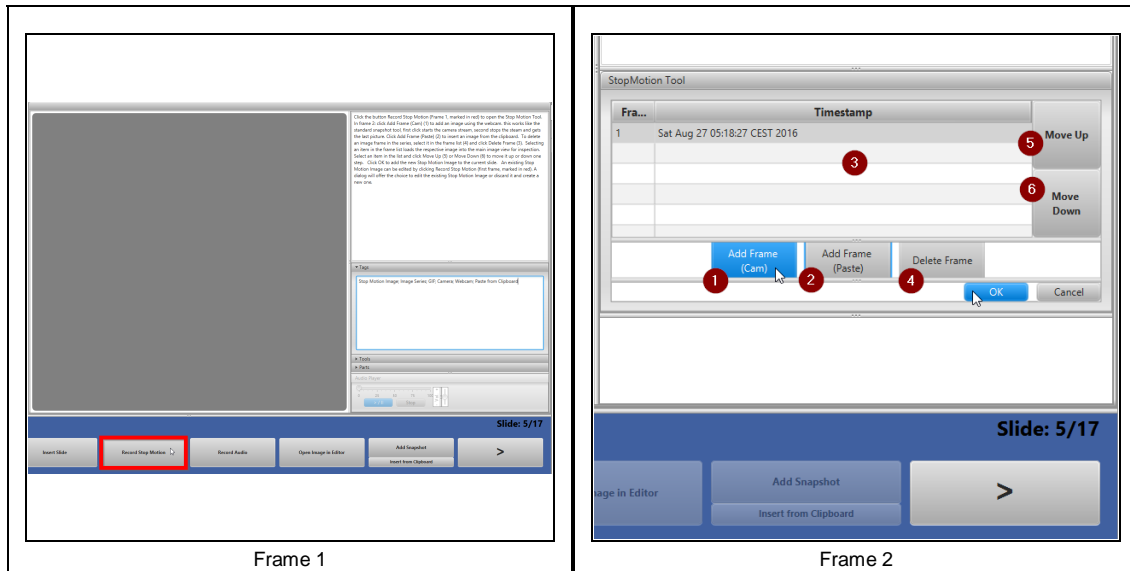 Click the button Record Stop Motion (Frame 1, marked in red) to open the Stop Motion Tool.
In frame 2, click Add Frame (Cam) (1) to add an image using the webcam. this works like the
standard snapshot tool, first click starts the camera stream, second stops the steam and gets
the last picture. Click Add Frame (Paste) (2) to insert an image from the clipboard. To delete
an image frame in the series, select it in the frame list (4) and click Delete Frame (3). Selecting
an item in the frame list loads the respective image into the main image view for inspection.
Select an item in the list and click Move Up (5) or Move Down (6) to move it up or down one
step. Click OK to add the new Stop Motion Image to the current slide. An existing Stop
Motion Image can be edited by clicking Record Stop Motion (first frame, marked in red). A
dialog will offer the choice to edit the existing Stop Motion Image or discard it and create a
new one.
Tags
Stop Motion Image; Image Series; GIF; Camera; Webcam; Paste from Clipboard
Tools
Parts
Audio Player
Slide: 5/17
Insert Slide
Record Stop Motion
Record Audio
Open Image in Editor
Add Snapshot
Insert from Clipboard
>
Frame 1
StopMotion Tool
Fra... Timestamp
1 Sat Aug 27 05:18:27 CEST 2016
3
Move Up
5
6
Move
Down
Add Frame
(Cam)
1
Add Frame
(Paste)
2
Delete Frame
4
OK
Cancel
Slide: 5/17
age in Editor
Add Snapshot
Insert from Clipboard
>
Frame 2